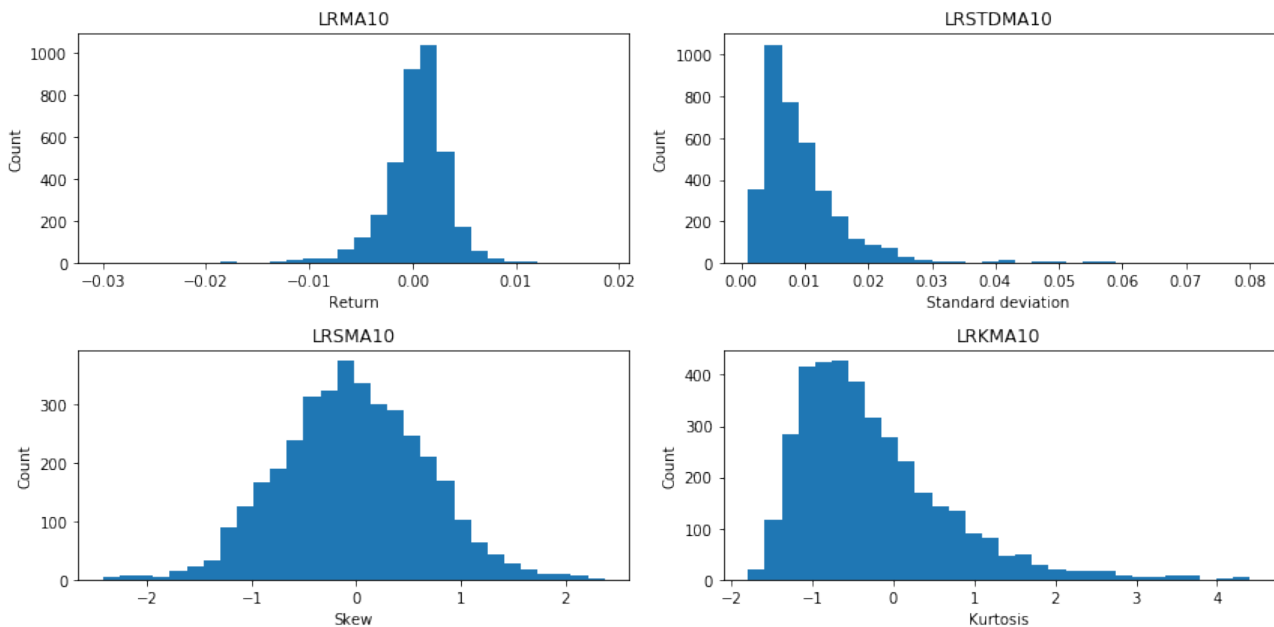 LRMA10
1000
800
600
400
200
0
Count
−0.03 −0.02 −0.01 0.00 0.01 0.02
Return
LRSTDMA10
1000
800
600
400
200
0
Count
0.00 0.01 0.02 0.03 0.04 0.05 0.06 0.07 0.08
Standard deviation
LRSMA10
300
200
100
0
Count
−2 −1 0 1 2
Skew
LRKMA10
400
300
200
100
0
Count
−2 −1 0 1 2 3 4
Kurtosis